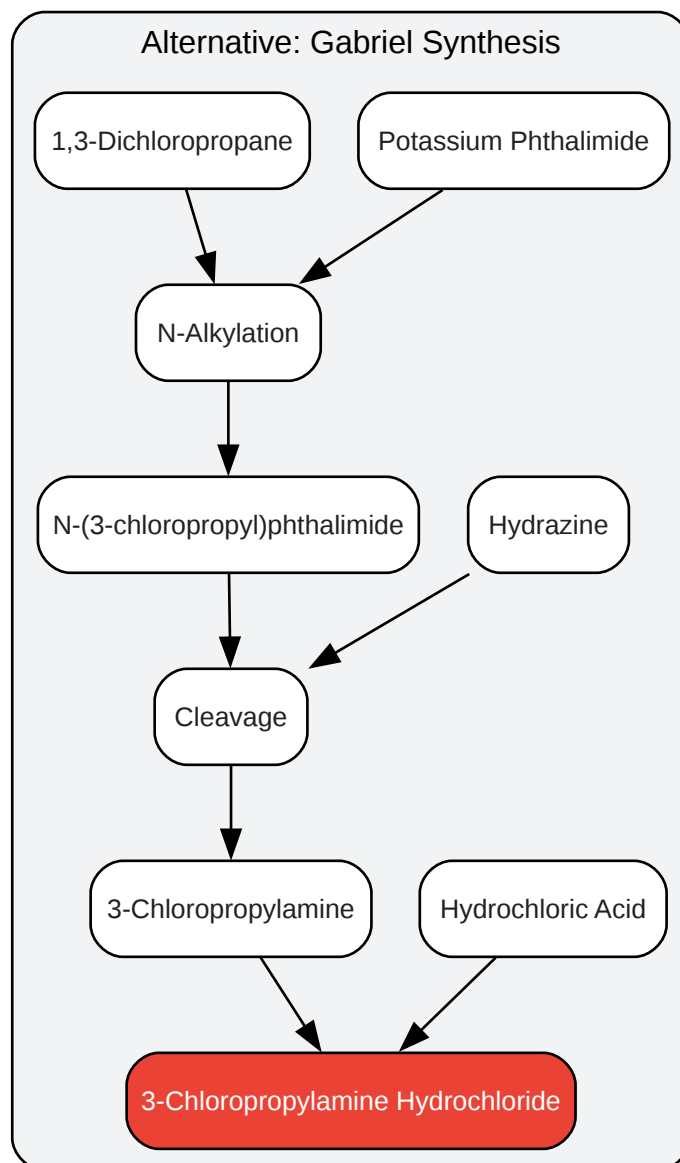 Alternative: Gabriel Synthesis
1,3-Dichloropropane
Potassium Phthalimide
N-Alkylation
N-(3-chloropropyl)phthalimide
Hydrazine
Cleavage
3-Chloropropylamine
Hydrochloric Acid
3-Chloropropylamine Hydrochloride